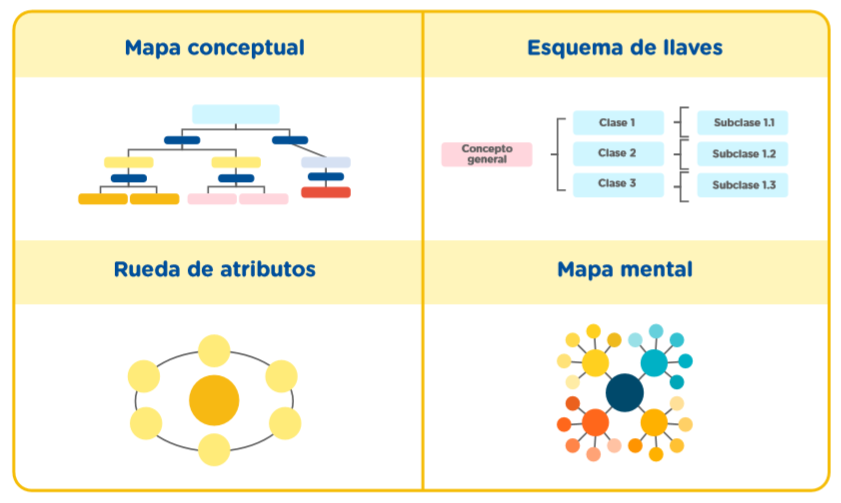 Mapa conceptual
Esquema de llaves
Concepto
general
Clase 1
Subclase 1.1
Clase 2
Subclase 1.2
Clase 3
Subclase 1.3
Rueda de atributos
Mapa mental